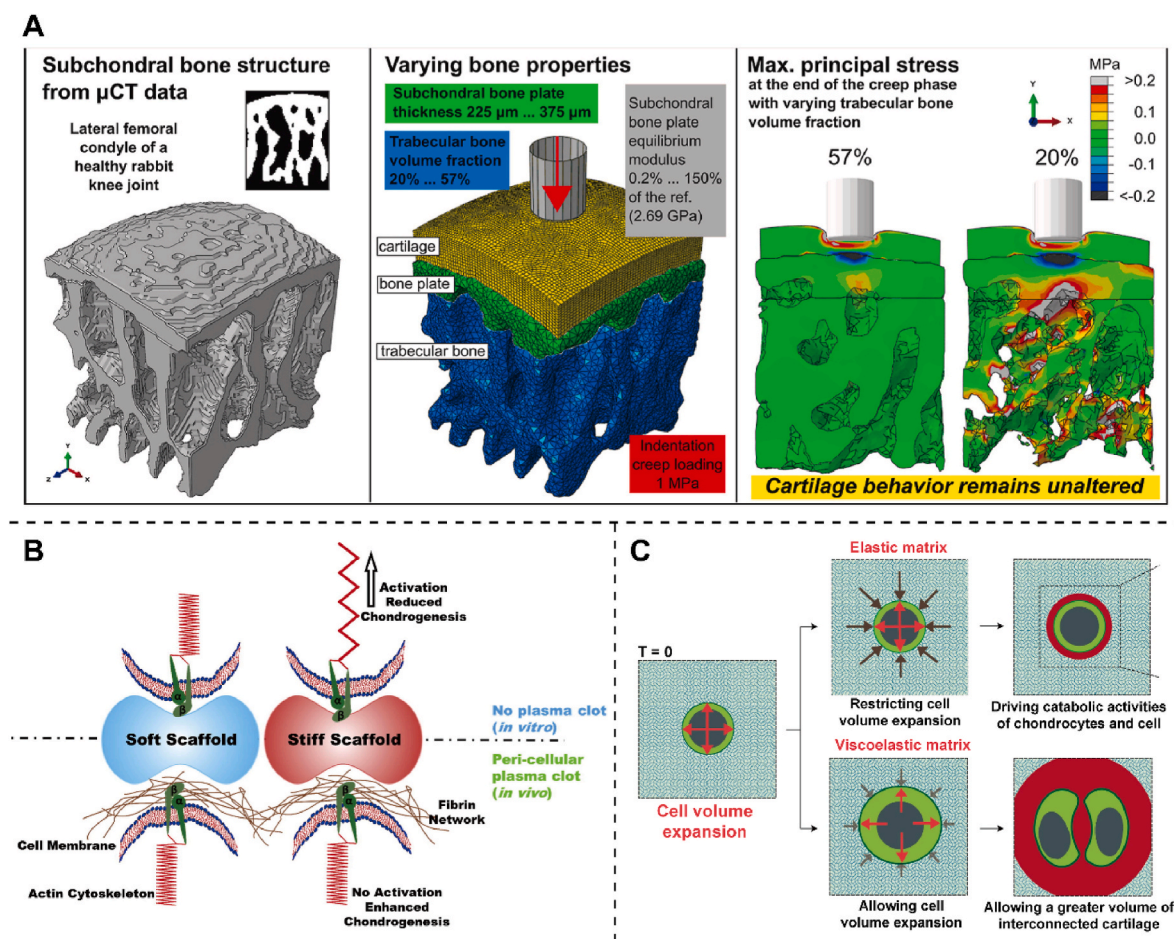 A
Subchondral bone structure
from µCT data
Lateral femoral
condyle of a
healthy rabbit
knee joint
Y
Z
X
Varying bone properties
Subchondral bone plate
thickness 225 µm ... 375 µm
Trabecular bone
volume fraction
20% ... 57%
Subchondral
bone plate
equilibrium
modulus
0.2% ... 150%
of the ref.
(2.69 GPa)
cartilage
bone plate
trabecular bone
Indentation
creep loading
1 MPa
Max. principal stress
at the end of the creep phase
with varying trabecular bone
volume fraction
Y
X
MPa
>0.2
0.1
0.0
-0.1
<-0.2
57%
20%
Cartilage behavior remains unaltered
B
Activation
Reduced
Chondrogenesis
α
β
α
β
Soft Scaffold
Stiff Scaffold
No plasma clot
(in vitro)
Peri-cellular
plasma clot
(in vivo)
β
α
β
α
Fibrin
Network
Cell Membrane
Actin Cytoskeleton
No Activation
Enhanced
Chondrogenesis
C
T = 0
Cell volume
expansion
Elastic matrix
Restricting cell
volume expansion
Driving catabolic activities
of chondrocytes and cell
Viscoelastic matrix
Allowing cell
volume expansion
Allowing a greater volume of
interconnected cartilage